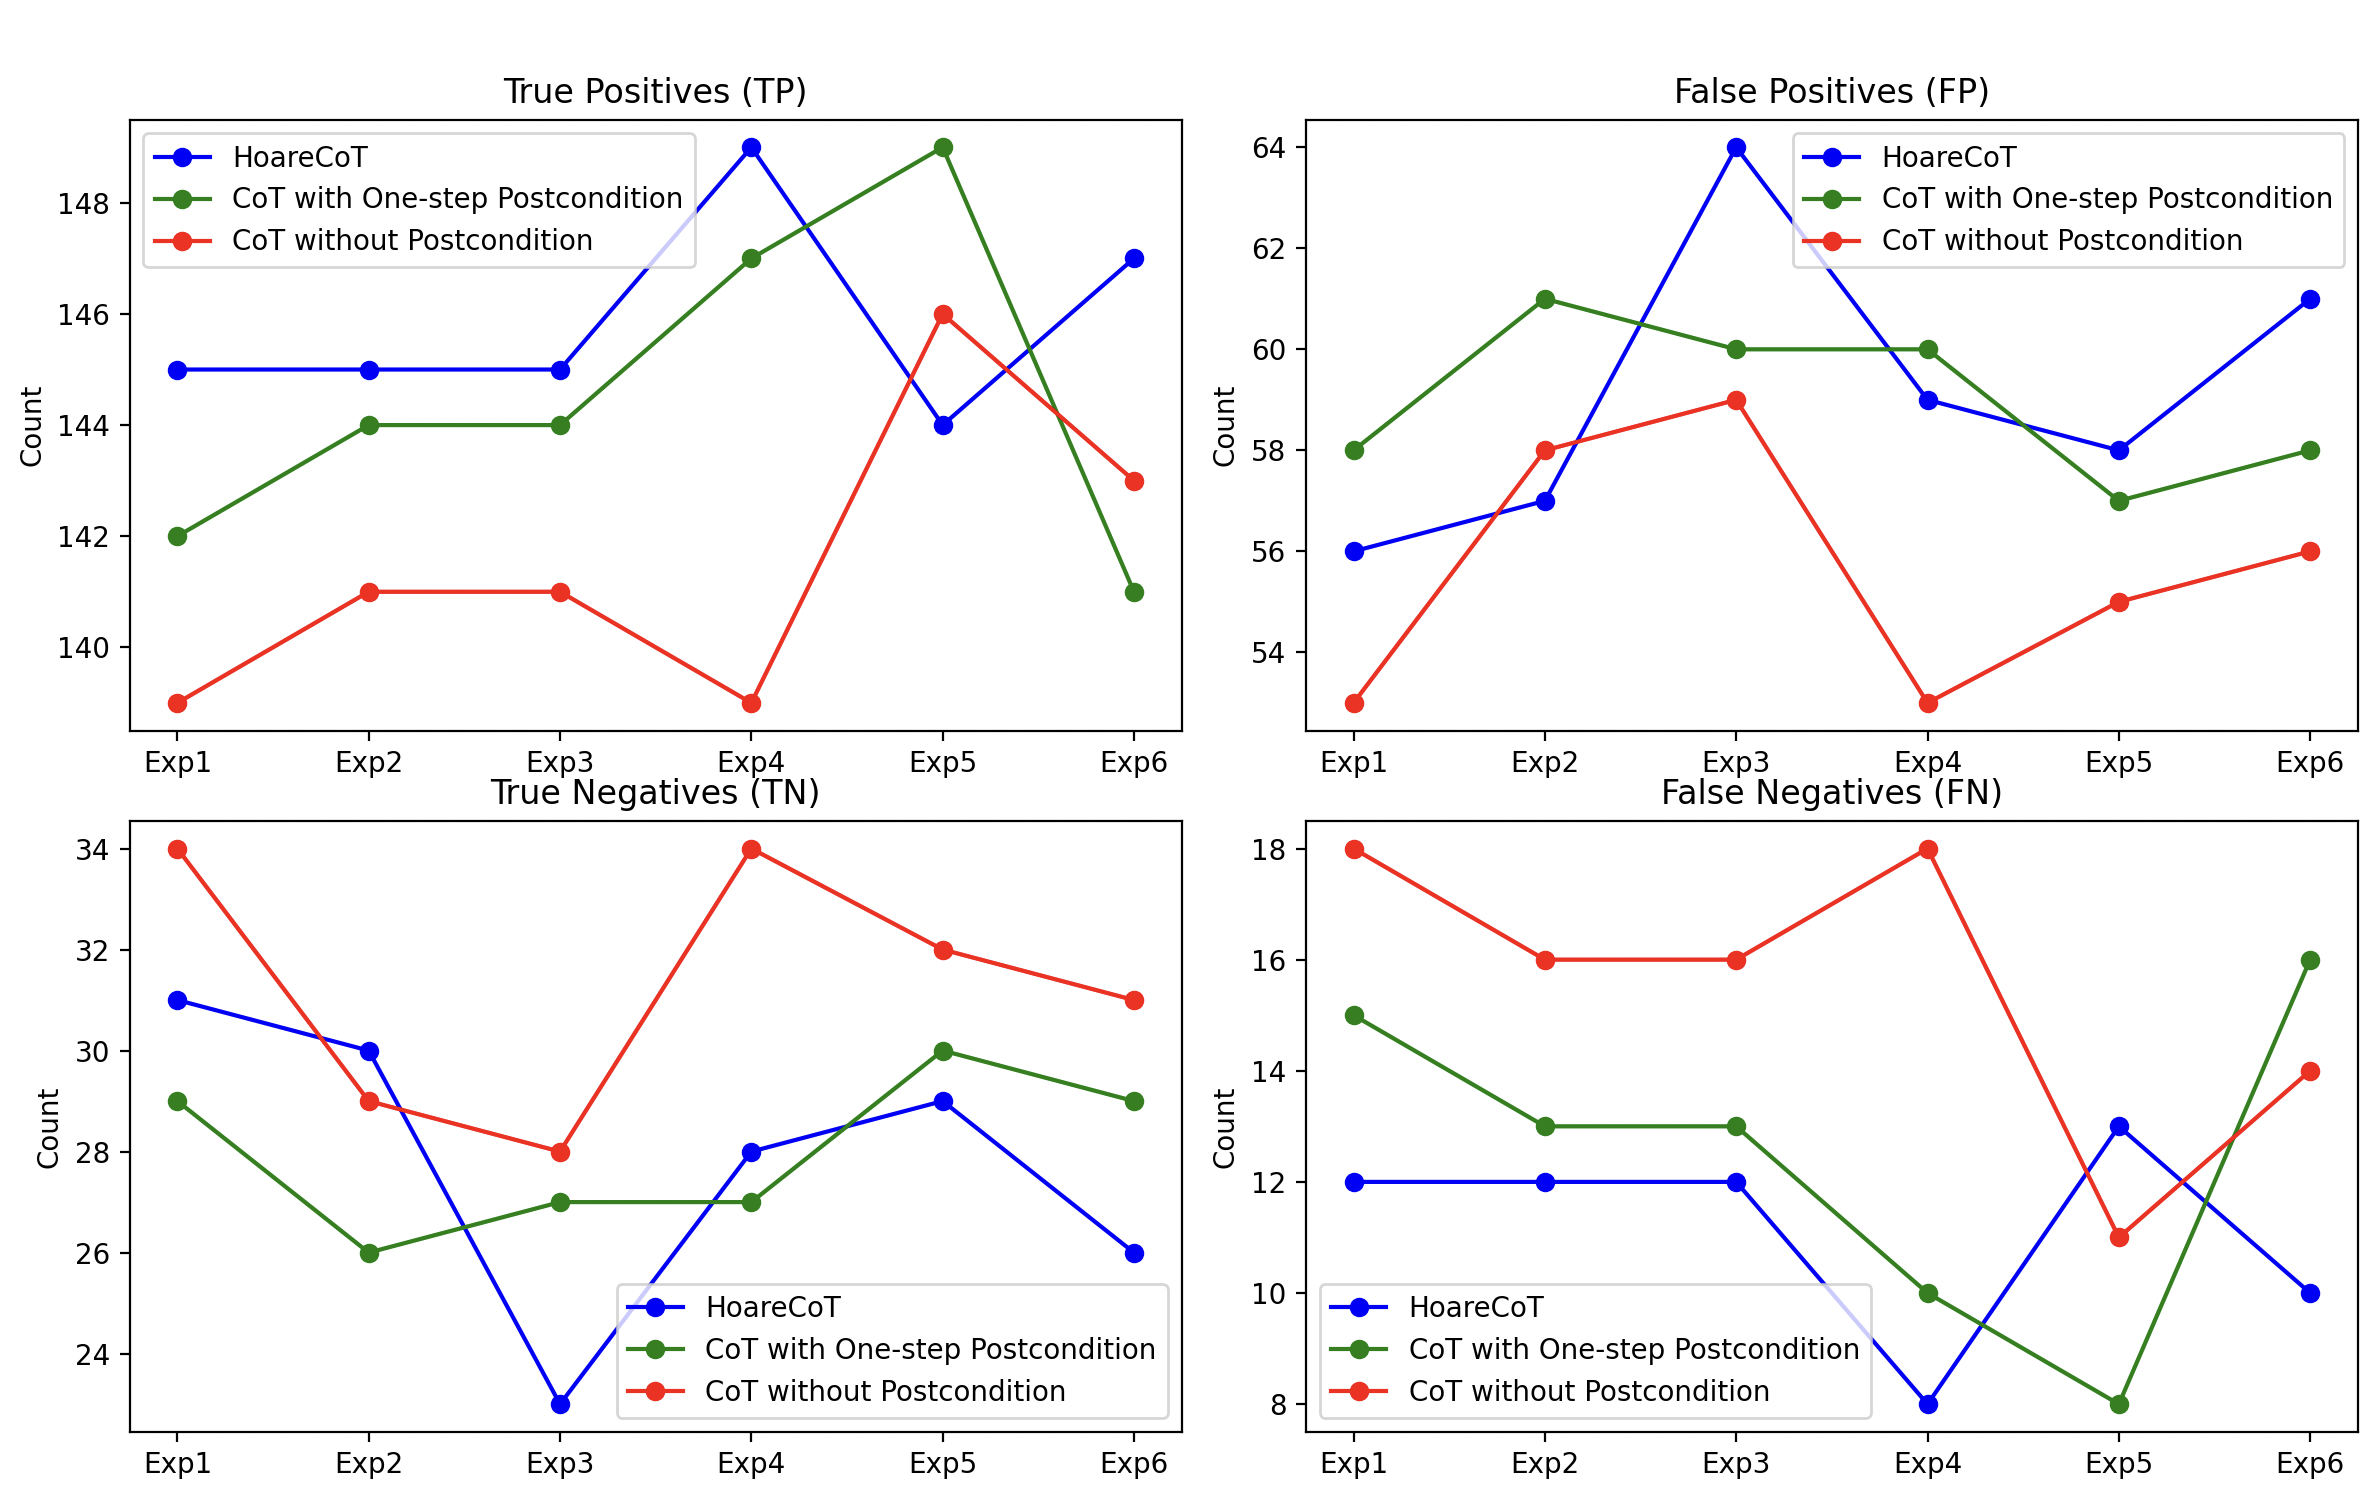 True Positives (TP)
HoareCoT
CoT with One-step Postcondition
CoT without Postcondition
148
146
144
142
140
Count
Exp1 Exp2 Exp3 Exp4 Exp5 Exp6
False Positives (FP)
HoareCoT
CoT with One-step Postcondition
CoT without Postcondition
64
62
60
58
56
54
Count
Exp1 Exp2 Exp3 Exp4 Exp5 Exp6
True Negatives (TN)
34
32
30
28
26
24
Count
HoareCoT
CoT with One-step Postcondition
CoT without Postcondition
Exp1 Exp2 Exp3 Exp4 Exp5 Exp6
False Negatives (FN)
18
16
14
12
10
8
Count
HoareCoT
CoT with One-step Postcondition
CoT without Postcondition
Exp1 Exp2 Exp3 Exp4 Exp5 Exp6